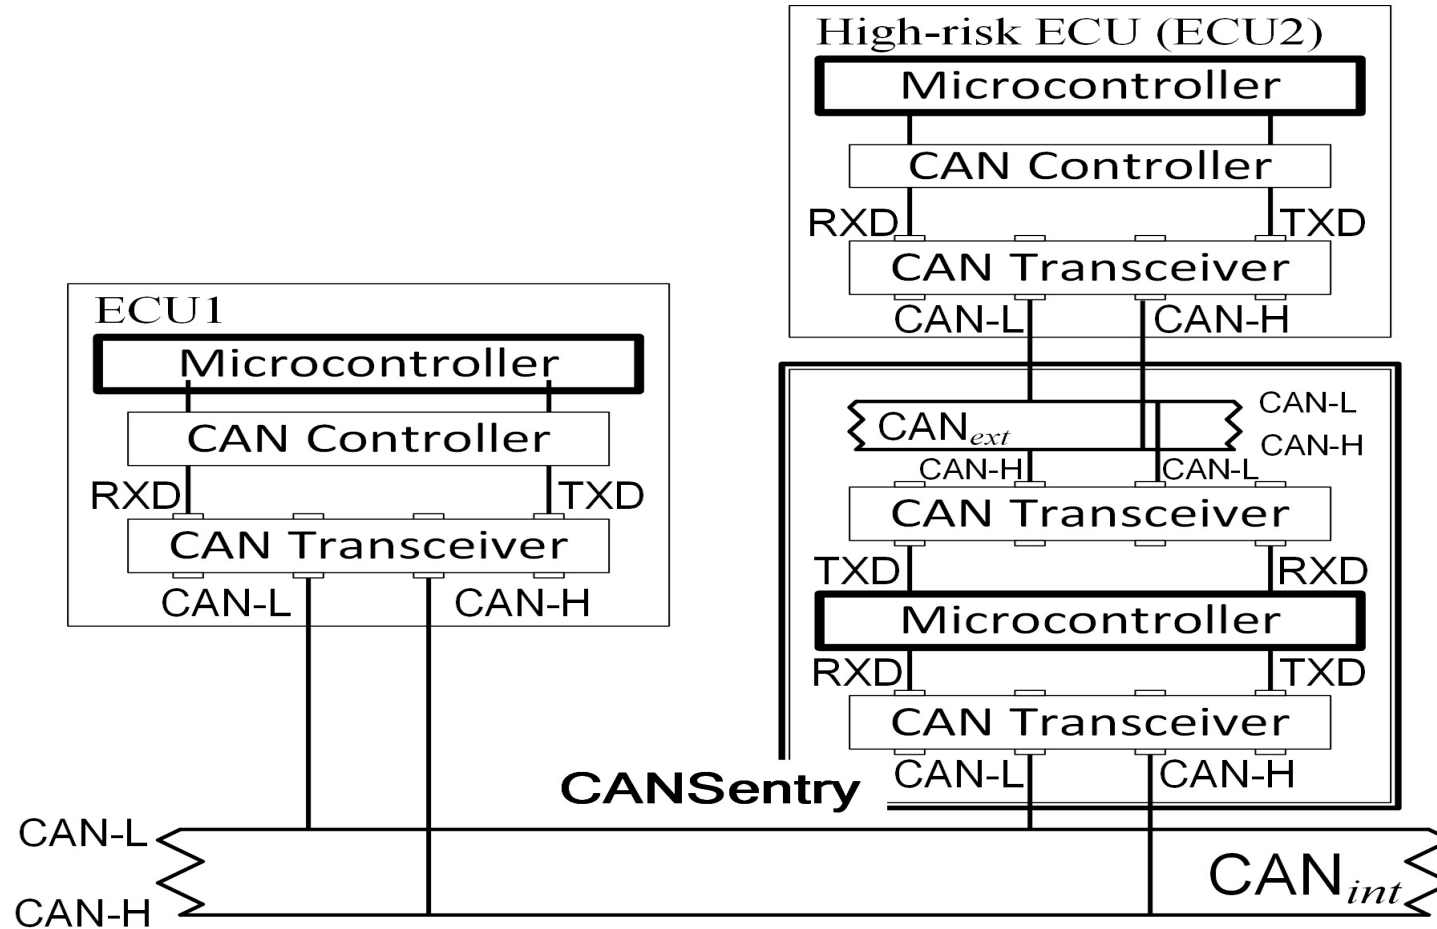 High-risk ECU (ECU2)
Microcontroller
CAN Controller
RXD TXD
CAN Transceiver
CAN-L CAN-H
ECU1
Microcontroller
CAN Controller
RXD TXD
CAN Transceiver
CAN-L CAN-H
CANext
CAN-L
CAN-H
CAN-H CAN-L
CAN Transceiver
TXD RXD
Microcontroller
RXD TXD
CAN Transceiver
CAN-L CAN-H
CANSentry
CAN-L
CAN-H
CANint